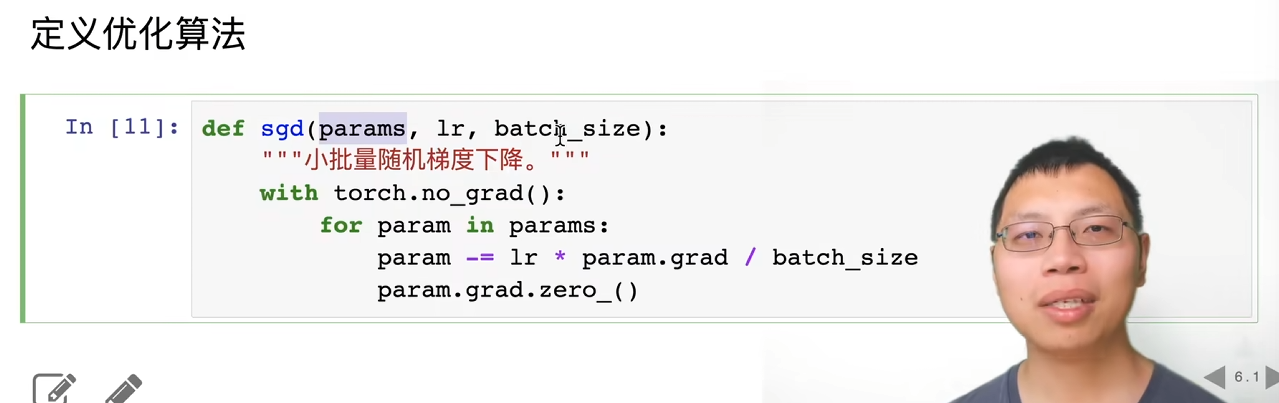 定义优化算法
In [11]: def sgd(params, lr, batch_size):
"""小批量随机梯度下降。"""
with torch.no_grad():
for param in params:
param -= lr * param.grad / batch_size
param.grad.zero_()
6.1